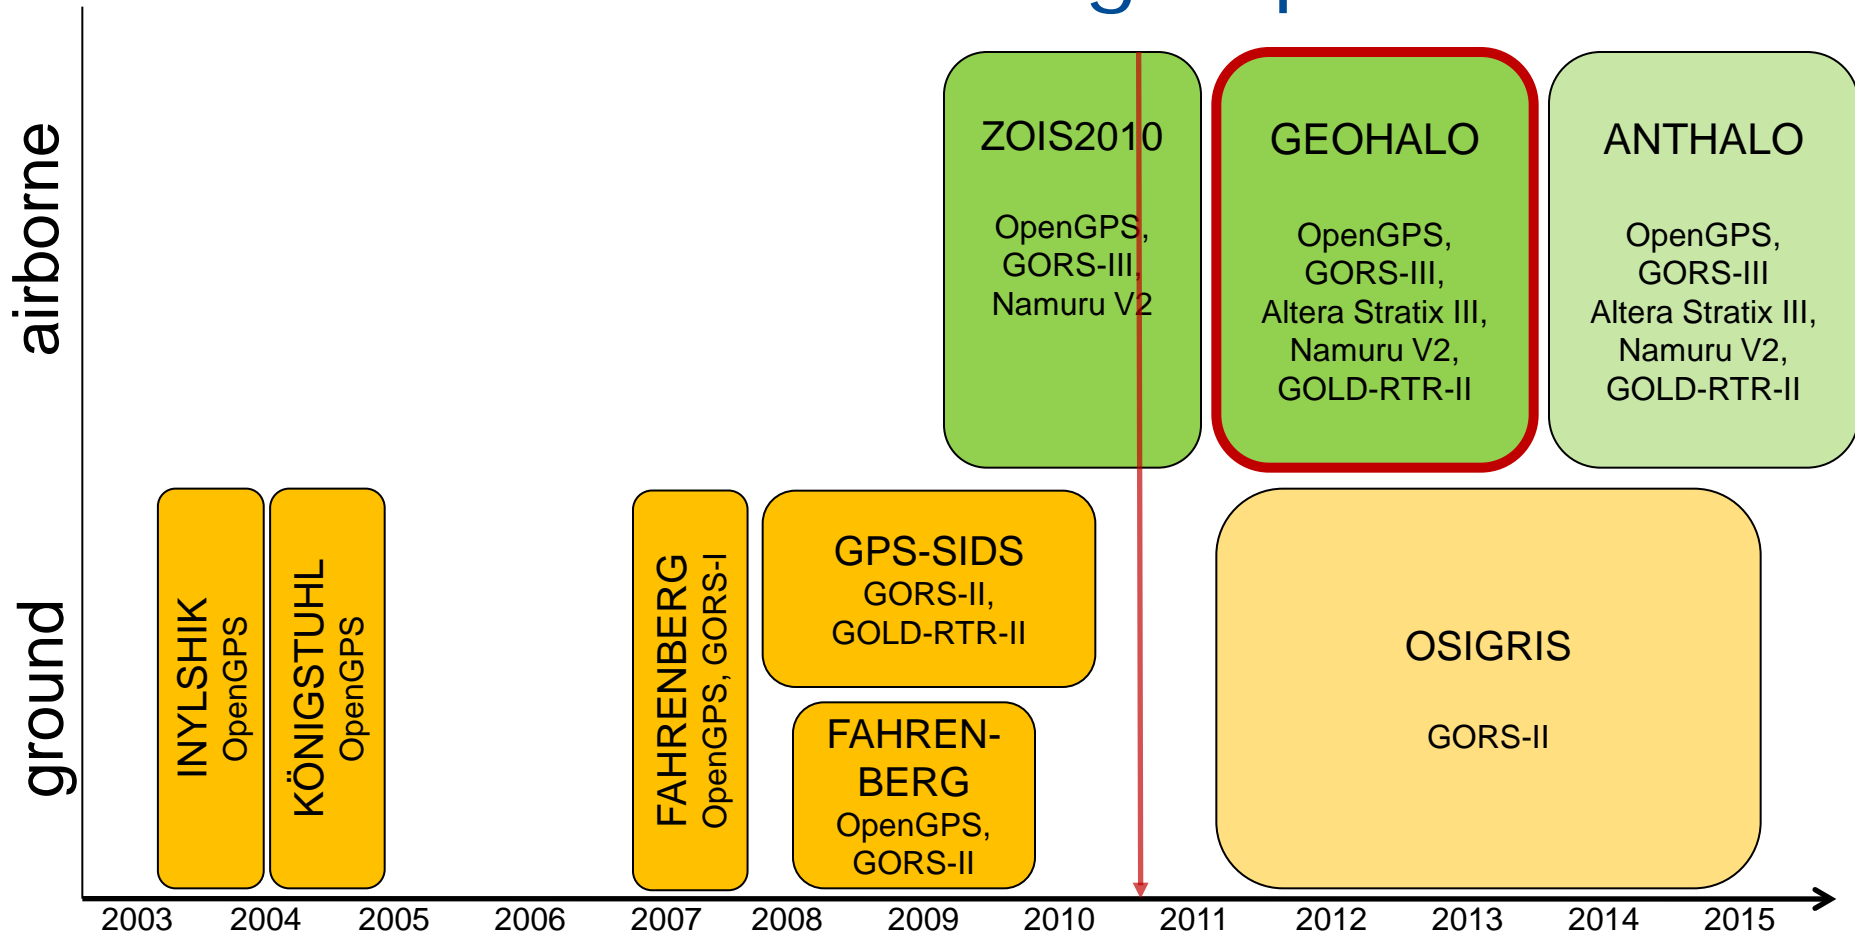 airborne
ZOIS2010
OpenGPS,
GORS-III,
Namuru V2
GEOHALO
OpenGPS,
GORS-III,
Altera Stratix III,
Namuru V2,
GOLD-RTR-II
ANTHALO
OpenGPS,
GORS-III
Altera Stratix III,
Namuru V2,
GOLD-RTR-II
ground
INYLSHIK
OpenGPS
KÖNIGSTUHL
OpenGPS
FAHRENBERG
OpenGPS, GORS-I
GPS-SIDS
GORS-II,
GOLD-RTR-II
FAHREN-
BERG
OpenGPS,
GORS-II
OSIGRIS
GORS-II
2003 2004 2005 2006 2007 2008 2009 2010 2011 2012 2013 2014 2015